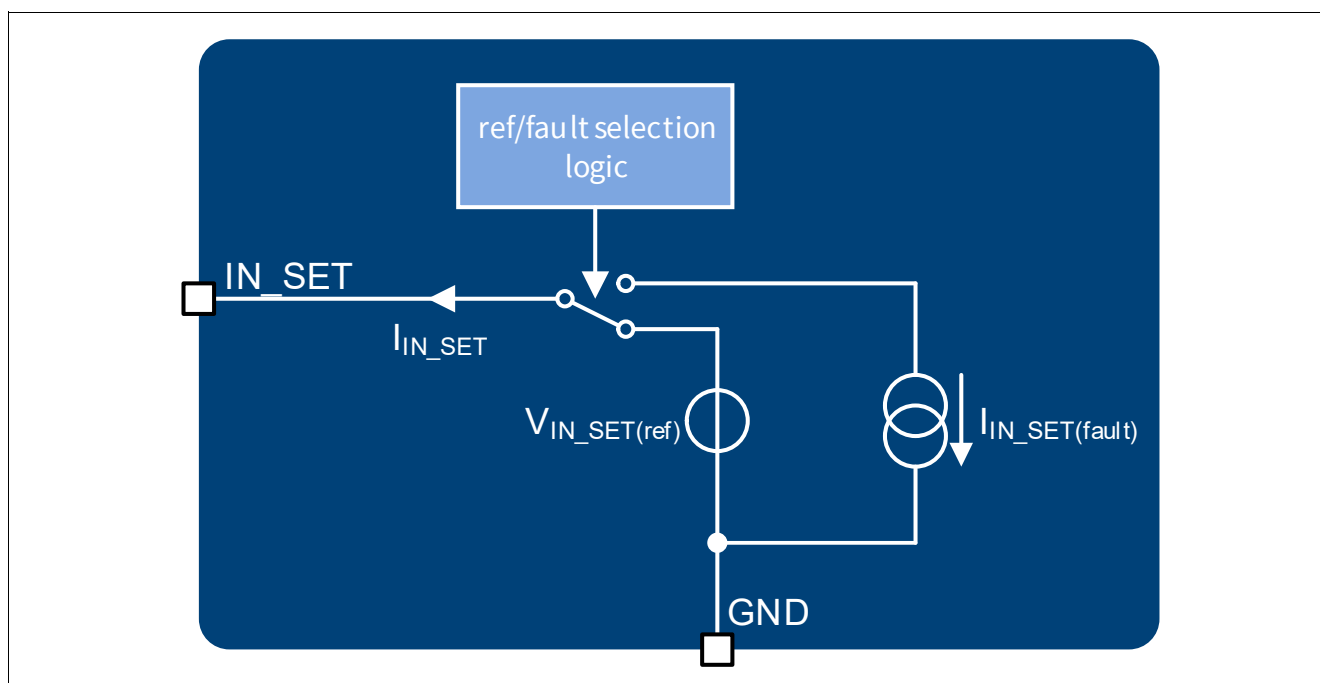 ref/fault selection
logic
IN_SET
I_IN_SET
V_IN_SET(ref)
I_IN_SET(fault)
GND